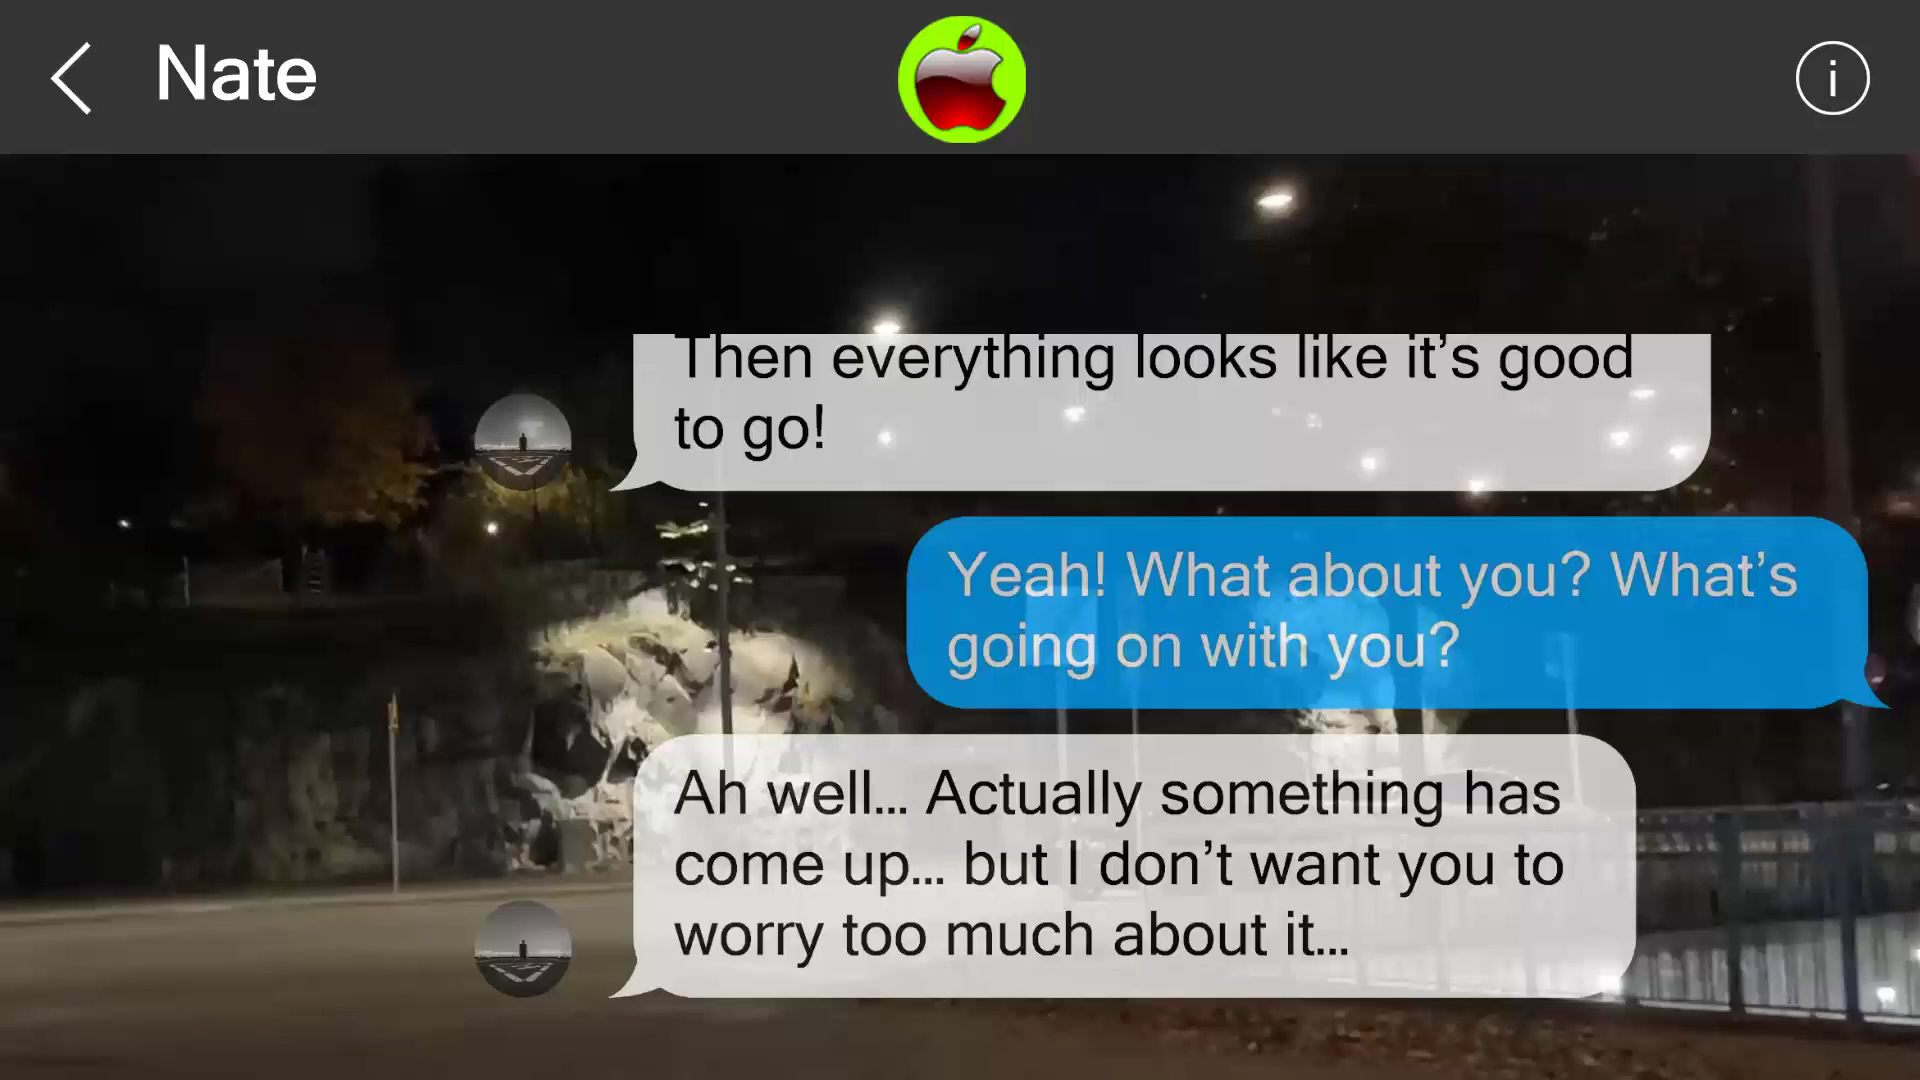 Nate
i
Then everything looks like it’s good
to go!
Yeah! What about you? What’s
going on with you?
Ah well… Actually something has
come up… but I don’t want you to
worry too much about it…